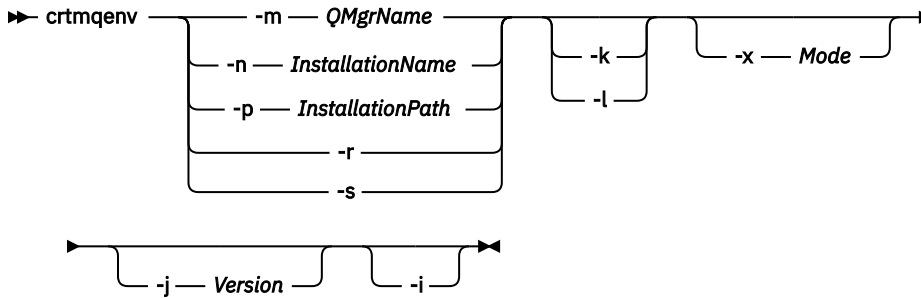 crtmqenv -m QMgrName
-n InstallationName
-p InstallationPath
-r
-s
-k
-l
-x Mode
-j Version
-i